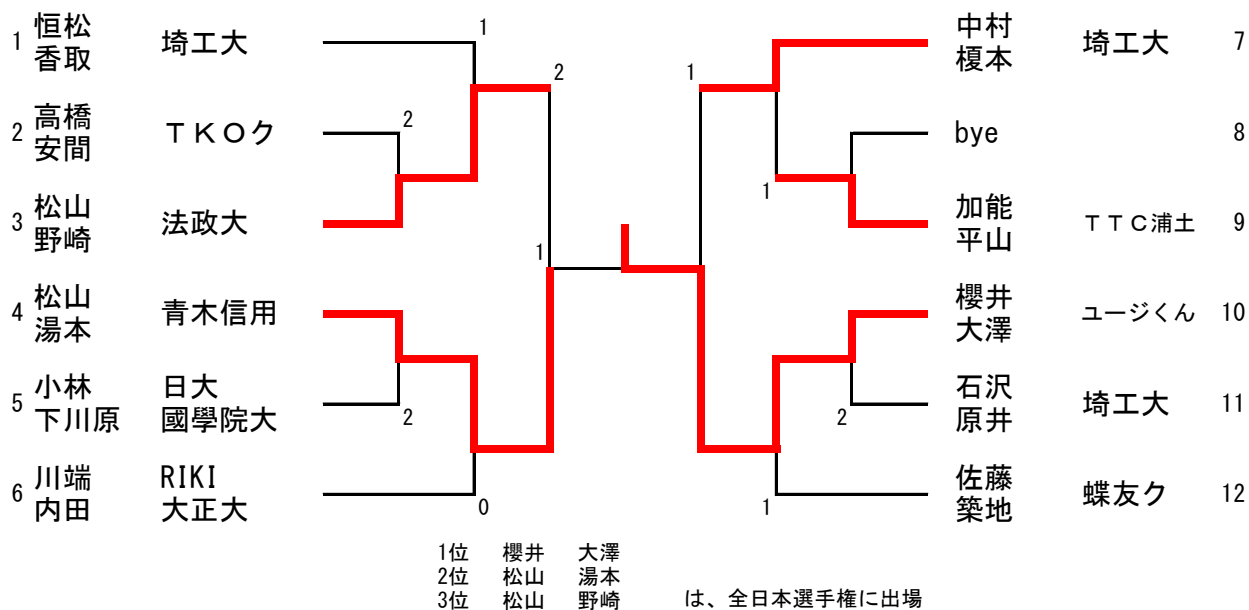 恒松
1 埼工大
香取
高橋
2 ＴＫＯク
安間
松山
3 法政大
野崎
松山
4 青木信用
湯本
小林 日大
5
下川原 國學院大
川端 RIKI
6
内田 大正大
1
2
2
1
2
0
1
1
2
1
中村
埼工大 7
榎本
bye 8
加能
ＴＴＣ浦土 9
平山
櫻井
ユージくん 10
大澤
石沢
埼工大 11
原井
佐藤
蝶友ク 12
築地
1位 櫻井 大澤
2位 松山 湯本
3位 松山 野崎 は、全日本選手権に出場